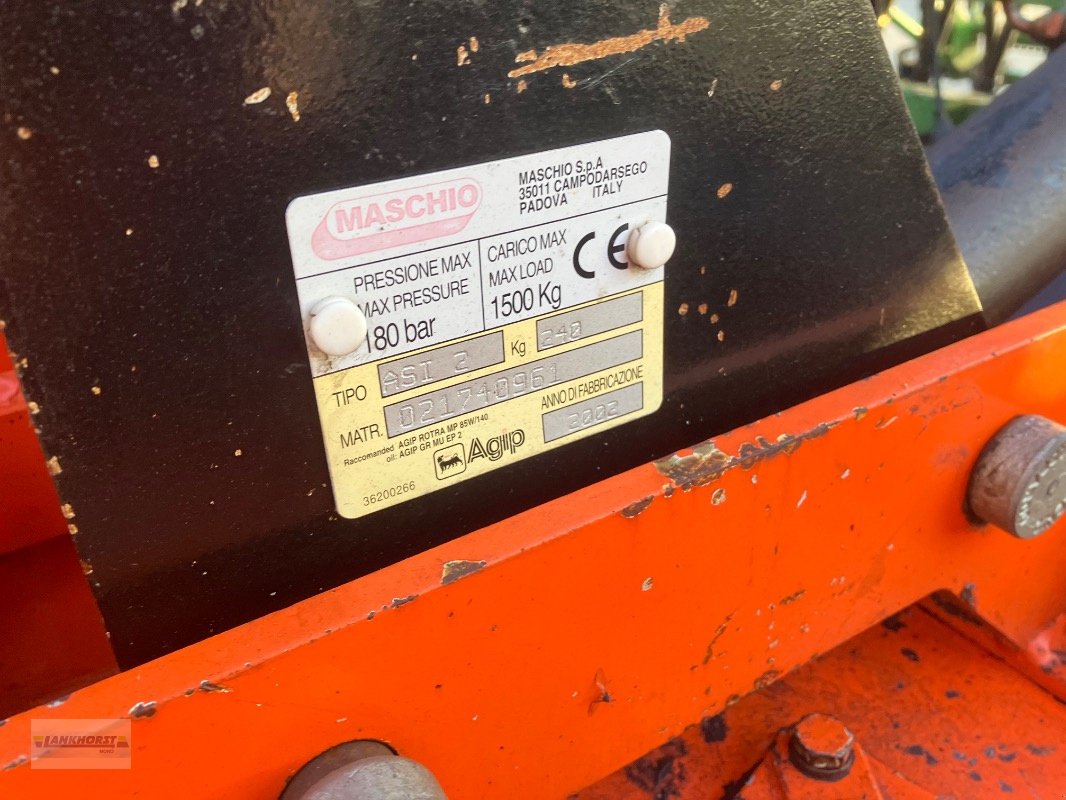 MASCHIO
MASCHIO S.p.A
35011 CAMPODARSEGO
PADOVA ITALY
PRESSIONE MAX
MAX PRESSURE
180 bar
CARICO MAX
MAX LOAD
1500 Kg
CE
TIPO ASI 2 Kg 240
MATR. 021740961
ANNO DI FABBRICAZIONE
2002
Raccomanded AGIP ROTRA MP 85W/140
oil: AGIP GR MU EP 2
Agip
36200266
LANKHORST